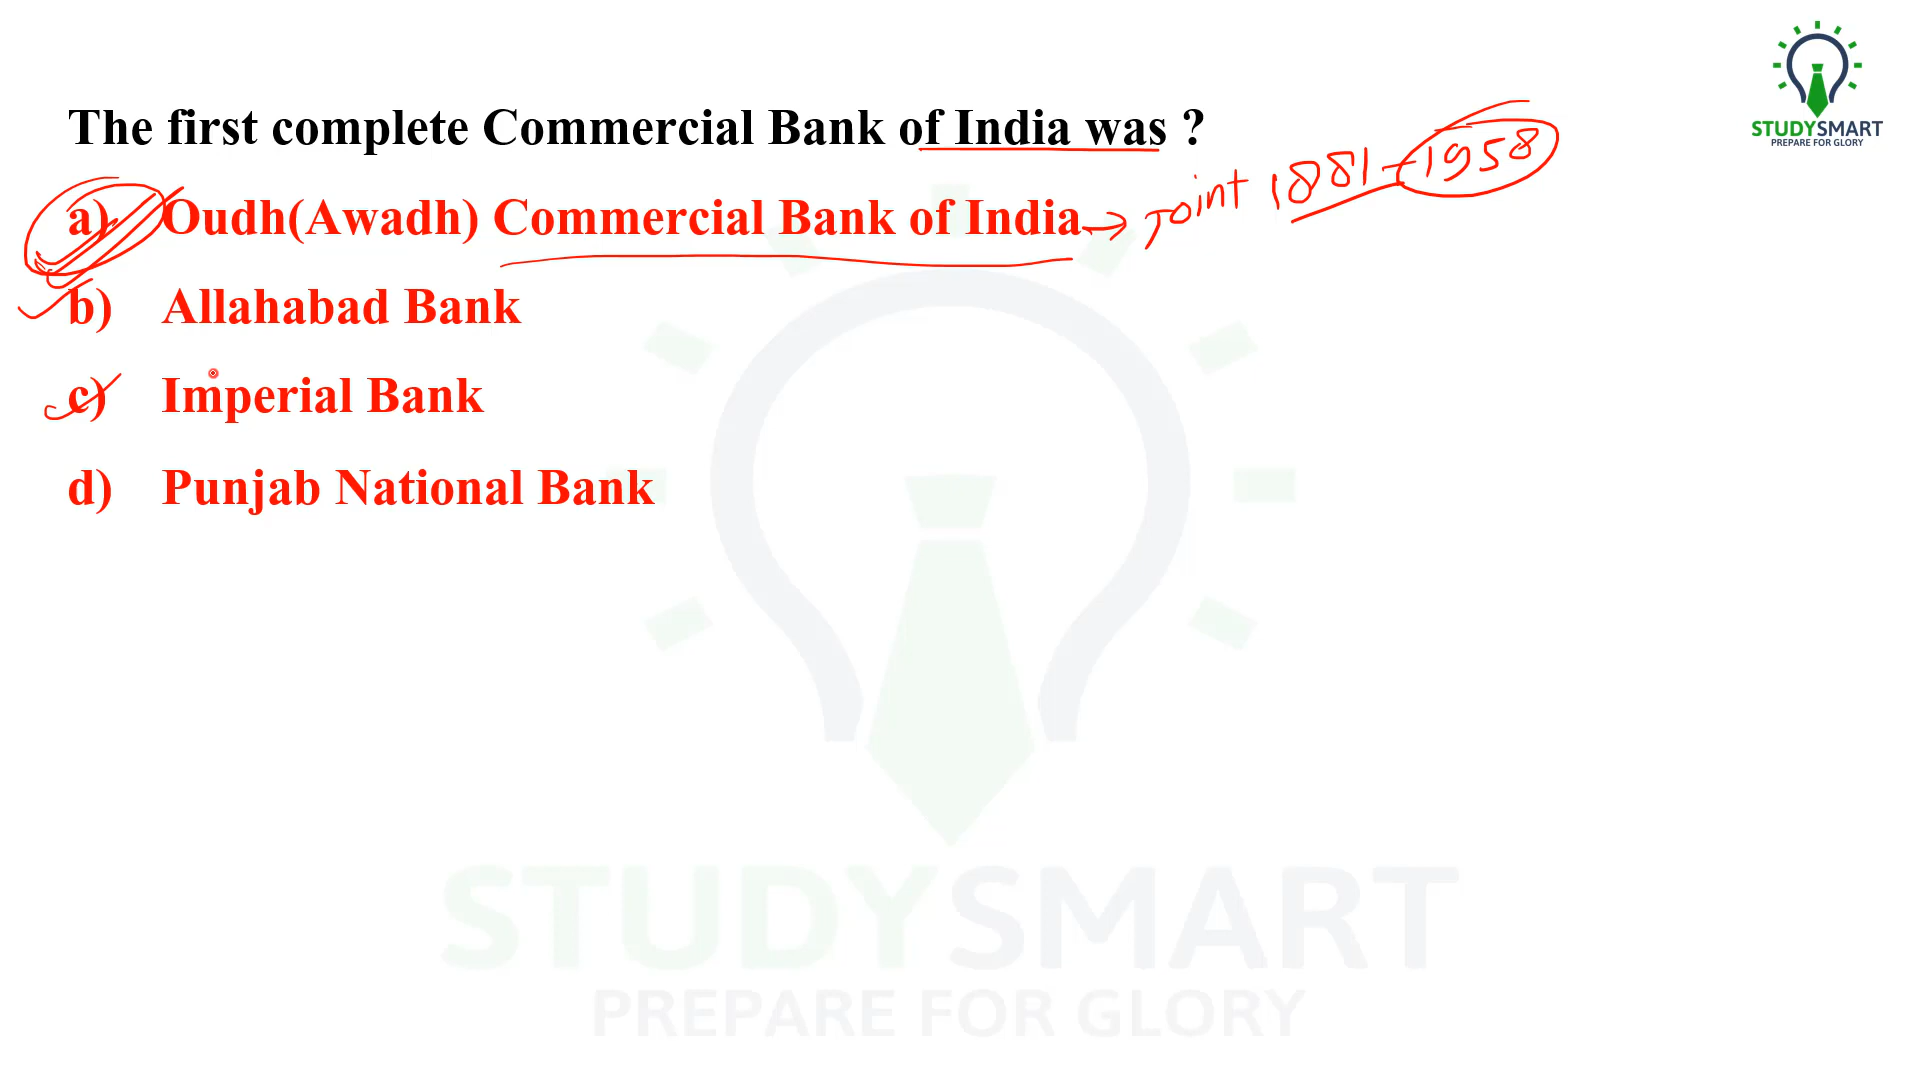 STUDYSMART
PREPARE FOR GLORY
The first complete Commercial Bank of India was ?
a) Oudh(Awadh) Commercial Bank of India → Joint 1881 - 1958
b) Allahabad Bank
c) Imperial Bank
d) Punjab National Bank
STUDYSMART
PREPARE FOR GLORY